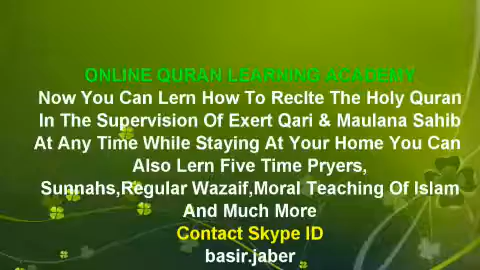 ONLINE QURAN LEARNING ACADEMY
Now You Can Lern How To Reclte The Holy Quran
In The Supervision Of Exert Qari & Maulana Sahib
At Any Time While Staying At Your Home You Can
Also Lern Five Time Pryers,
Sunnahs,Regular Wazaif,Moral Teaching Of Islam
And Much More
Contact Skype ID
basir.jaber